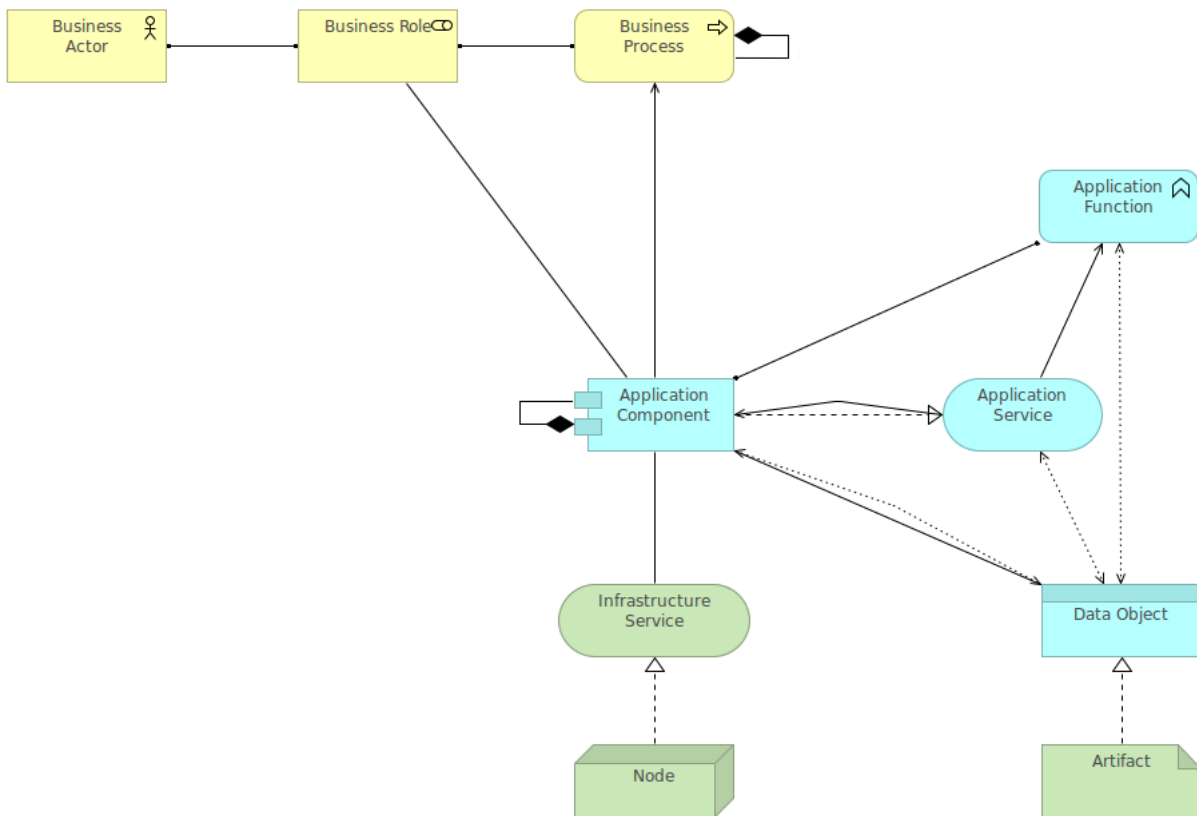 Business
Actor
Business Role
Business
Process
Application
Function
Application
Component
Application
Service
Infrastructure
Service
Data Object
Node
Artifact